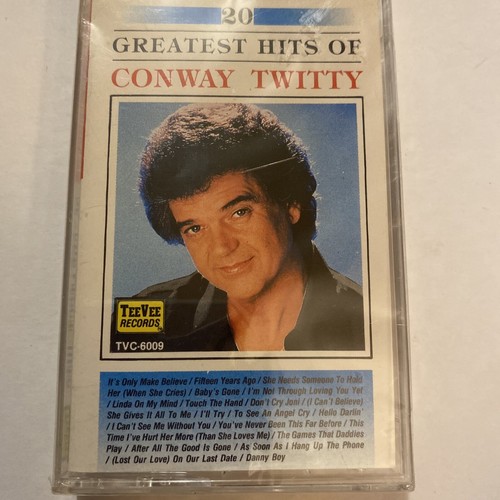 20
GREATEST HITS OF
CONWAY TWITTY
TEEVEE
RECORDS
TVC-6009
It's Only Make Believe / Fifteen Years Ago / She Needs Someone To Hold
Her (When She Cries) / Baby's Gone / I'm Not Through Loving You Yet
/ Linda On My Mind / Touch The Hand / Don't Cry Joni / (I Can't Believe)
She Gives It All To Me / I'll Try / To See An Angel Cry / Hello Darlin'
/ I Can't See Me Without You / You've Never Been This Far Before / This
Time I've Hurt Her More (Than She Loves Me) / The Games That Daddies
Play / After All The Good Is Gone / As Soon As I Hang Up The Phone
/ (Lost Our Love) On Our Last Date / Danny Boy